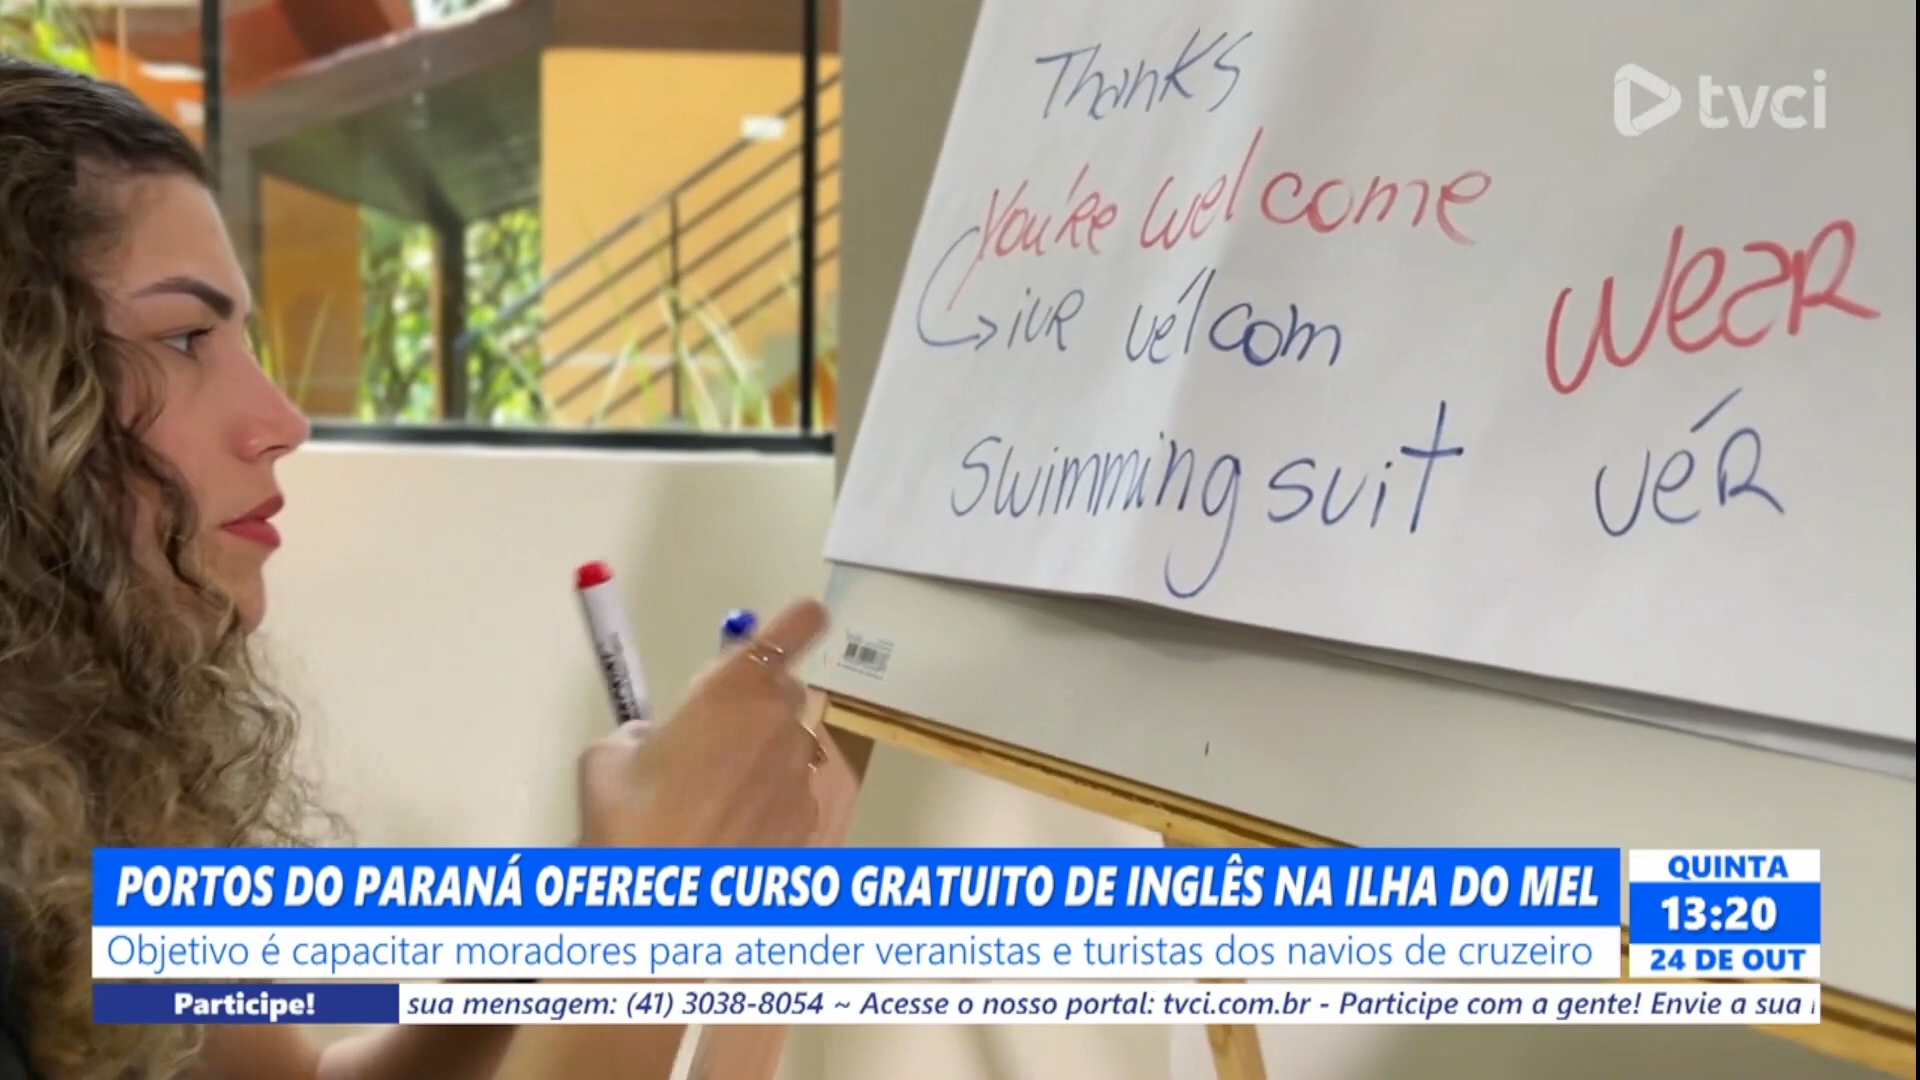 Thanks
tvci
You're welcome
wear
iur vélcom
swimming suit
vér
PORTOS DO PARANÁ OFERECE CURSO GRATUITO DE INGLÊS NA ILHA DO MEL
Objetivo é capacitar moradores para atender veranistas e turistas dos navios de cruzeiro
QUINTA
13:20
24 DE OUT
Participe!
sua mensagem: (41) 3038-8054 ~ Acesse o nosso portal: tvci.com.br - Participe com a gente! Envie a sua